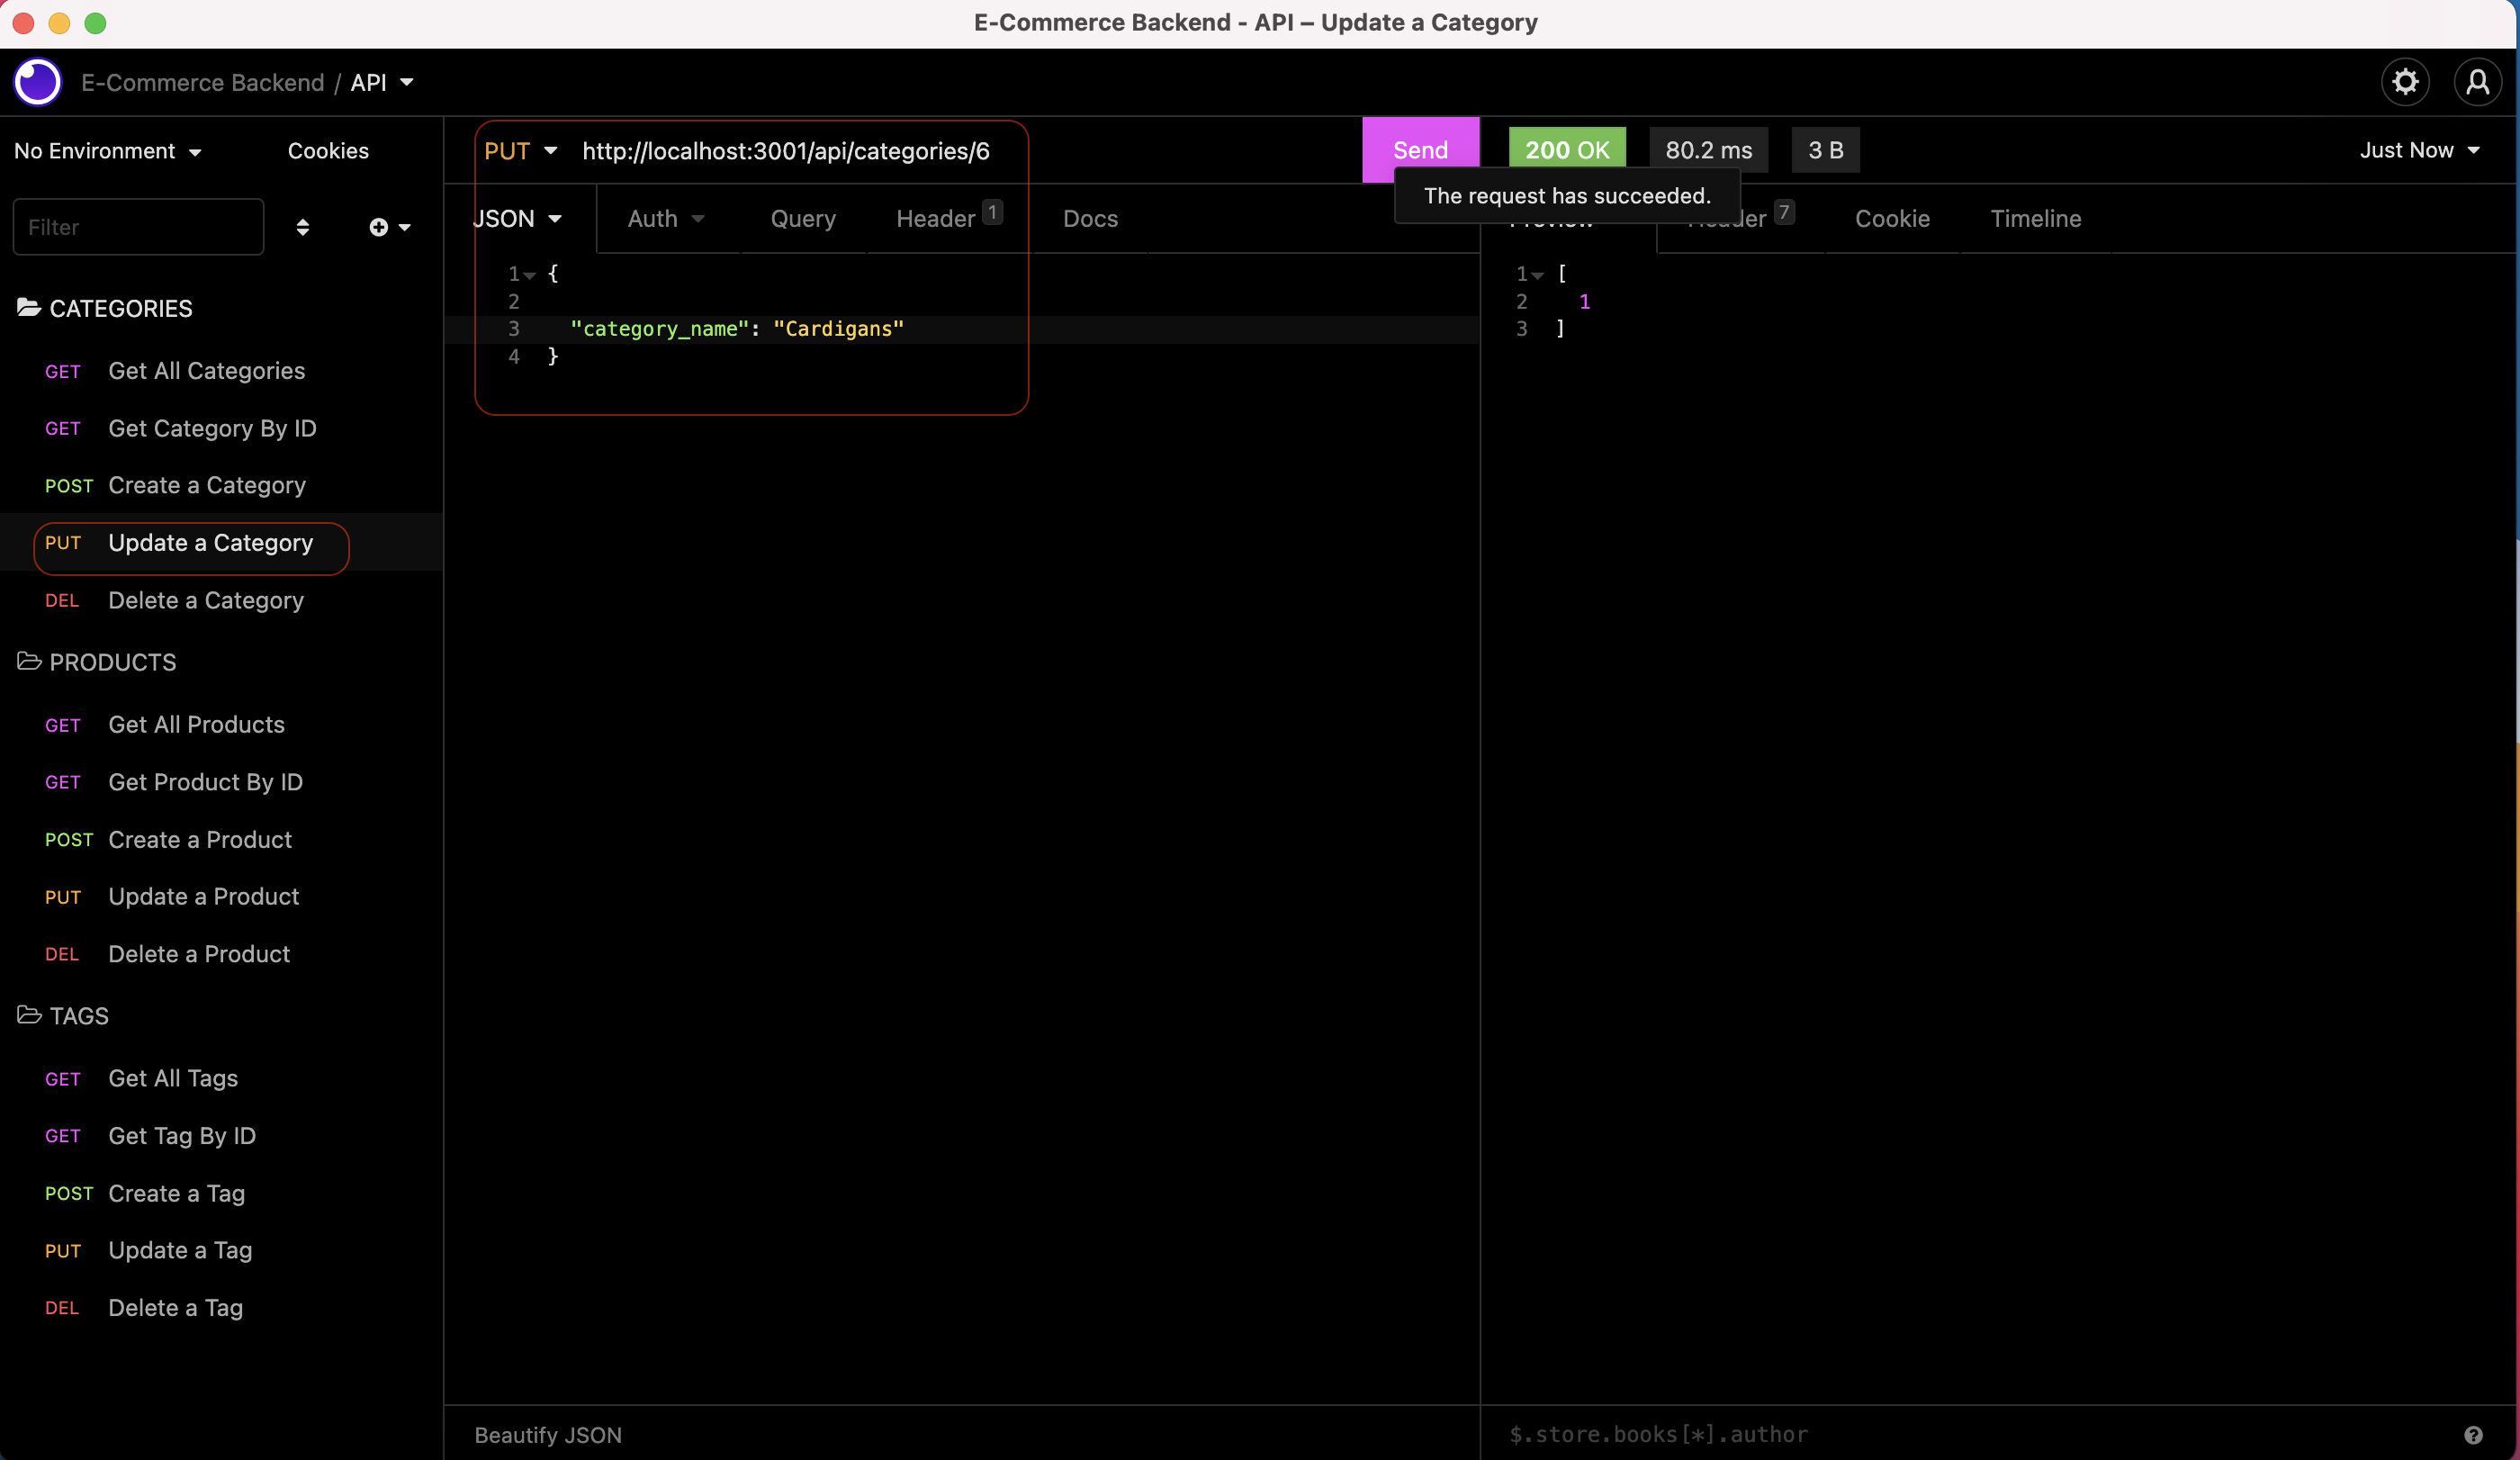 E-Commerce Backend - API – Update a Category
E-Commerce Backend / API
No Environment
Cookies
Filter
CATEGORIES
GET Get All Categories
GET Get Category By ID
POST Create a Category
PUT Update a Category
DEL Delete a Category
PRODUCTS
GET Get All Products
GET Get Product By ID
POST Create a Product
PUT Update a Product
DEL Delete a Product
TAGS
GET Get All Tags
GET Get Tag By ID
POST Create a Tag
PUT Update a Tag
DEL Delete a Tag
PUT http://localhost:3001/api/categories/6
Send
JSON Auth Query Header 1 Docs
1 {
2
3 "category_name": "Cardigans"
4 }
Beautify JSON
200 OK 80.2 ms 3 B
Just Now
The request has succeeded.
7 Cookie Timeline
1 [
2 1
3 ]
$.store.books[*].author